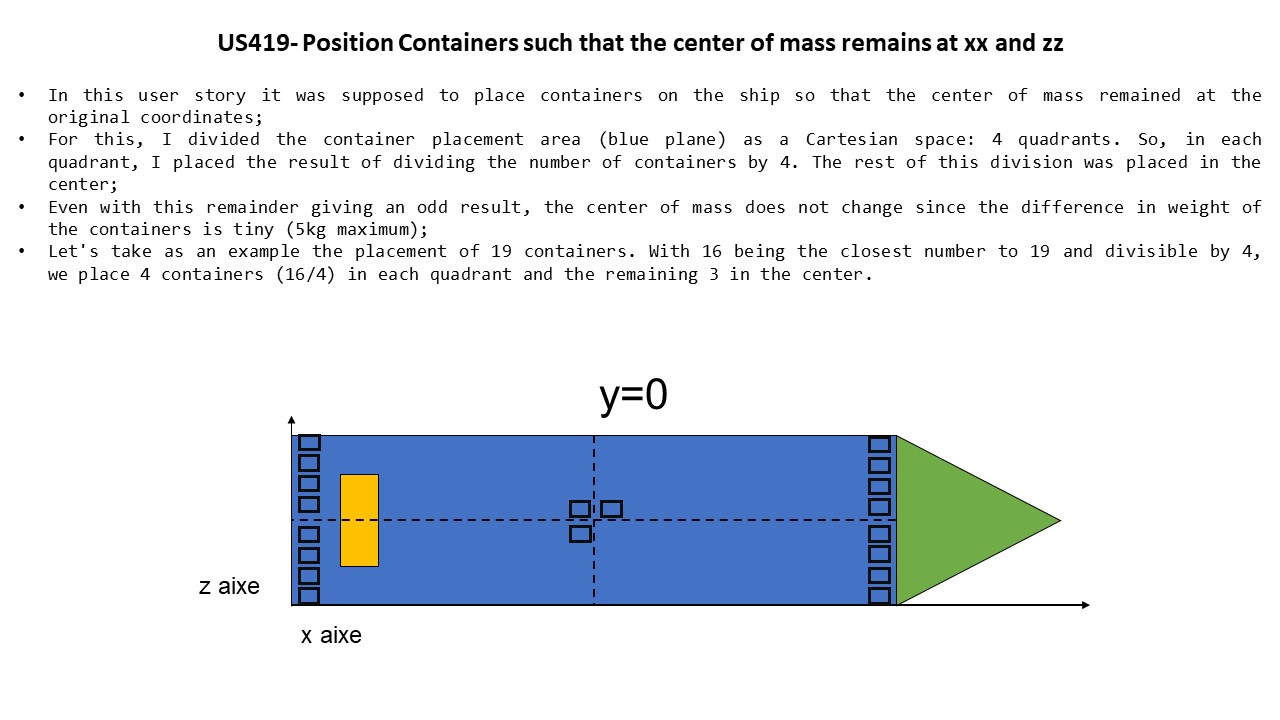 US419- Position Containers such that the center of mass remains at xx and zz
• In this user story it was supposed to place containers on the ship so that the center of mass remained at the
original coordinates;
• For this, I divided the container placement area (blue plane) as a Cartesian space: 4 quadrants. So, in each
quadrant, I placed the result of dividing the number of containers by 4. The rest of this division was placed in the
center;
• Even with this remainder giving an odd result, the center of mass does not change since the difference in weight of
the containers is tiny (5kg maximum);
• Let's take as an example the placement of 19 containers. With 16 being the closest number to 19 and divisible by 4,
we place 4 containers (16/4) in each quadrant and the remaining 3 in the center.
y=0
z aixe
x aixe